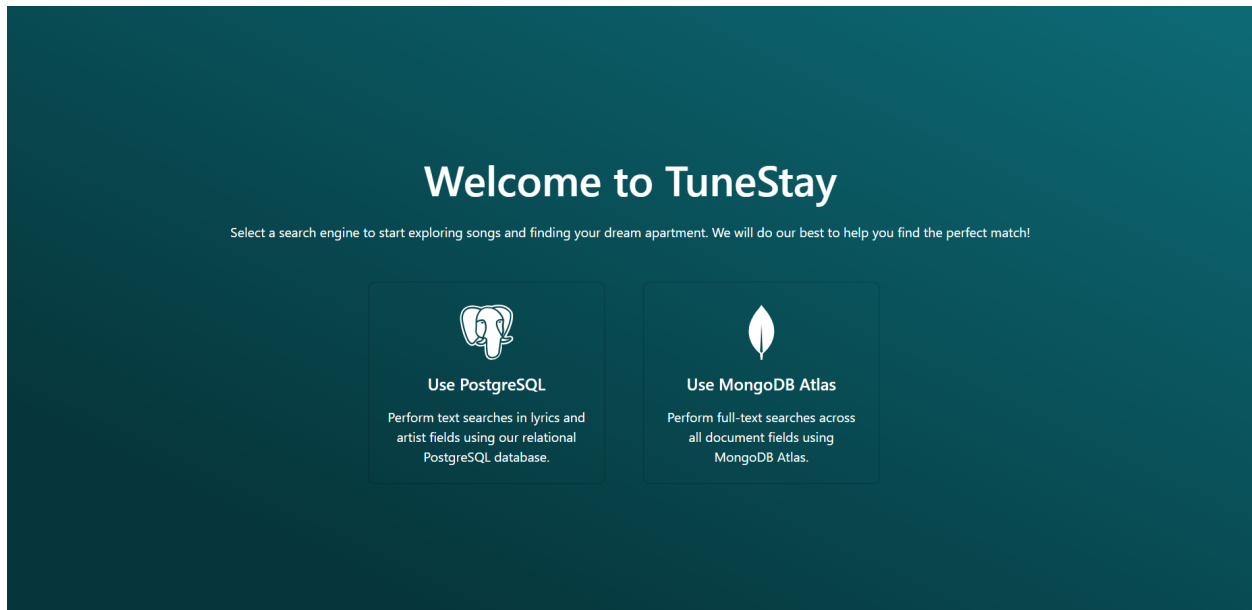 Welcome to TuneStay
Select a search engine to start exploring songs and finding your dream apartment. We will do our best to help you find the perfect match!
Use PostgreSQL
Perform text searches in lyrics and
artist fields using our relational
PostgreSQL database.
Use MongoDB Atlas
Perform full-text searches across
all document fields using
MongoDB Atlas.